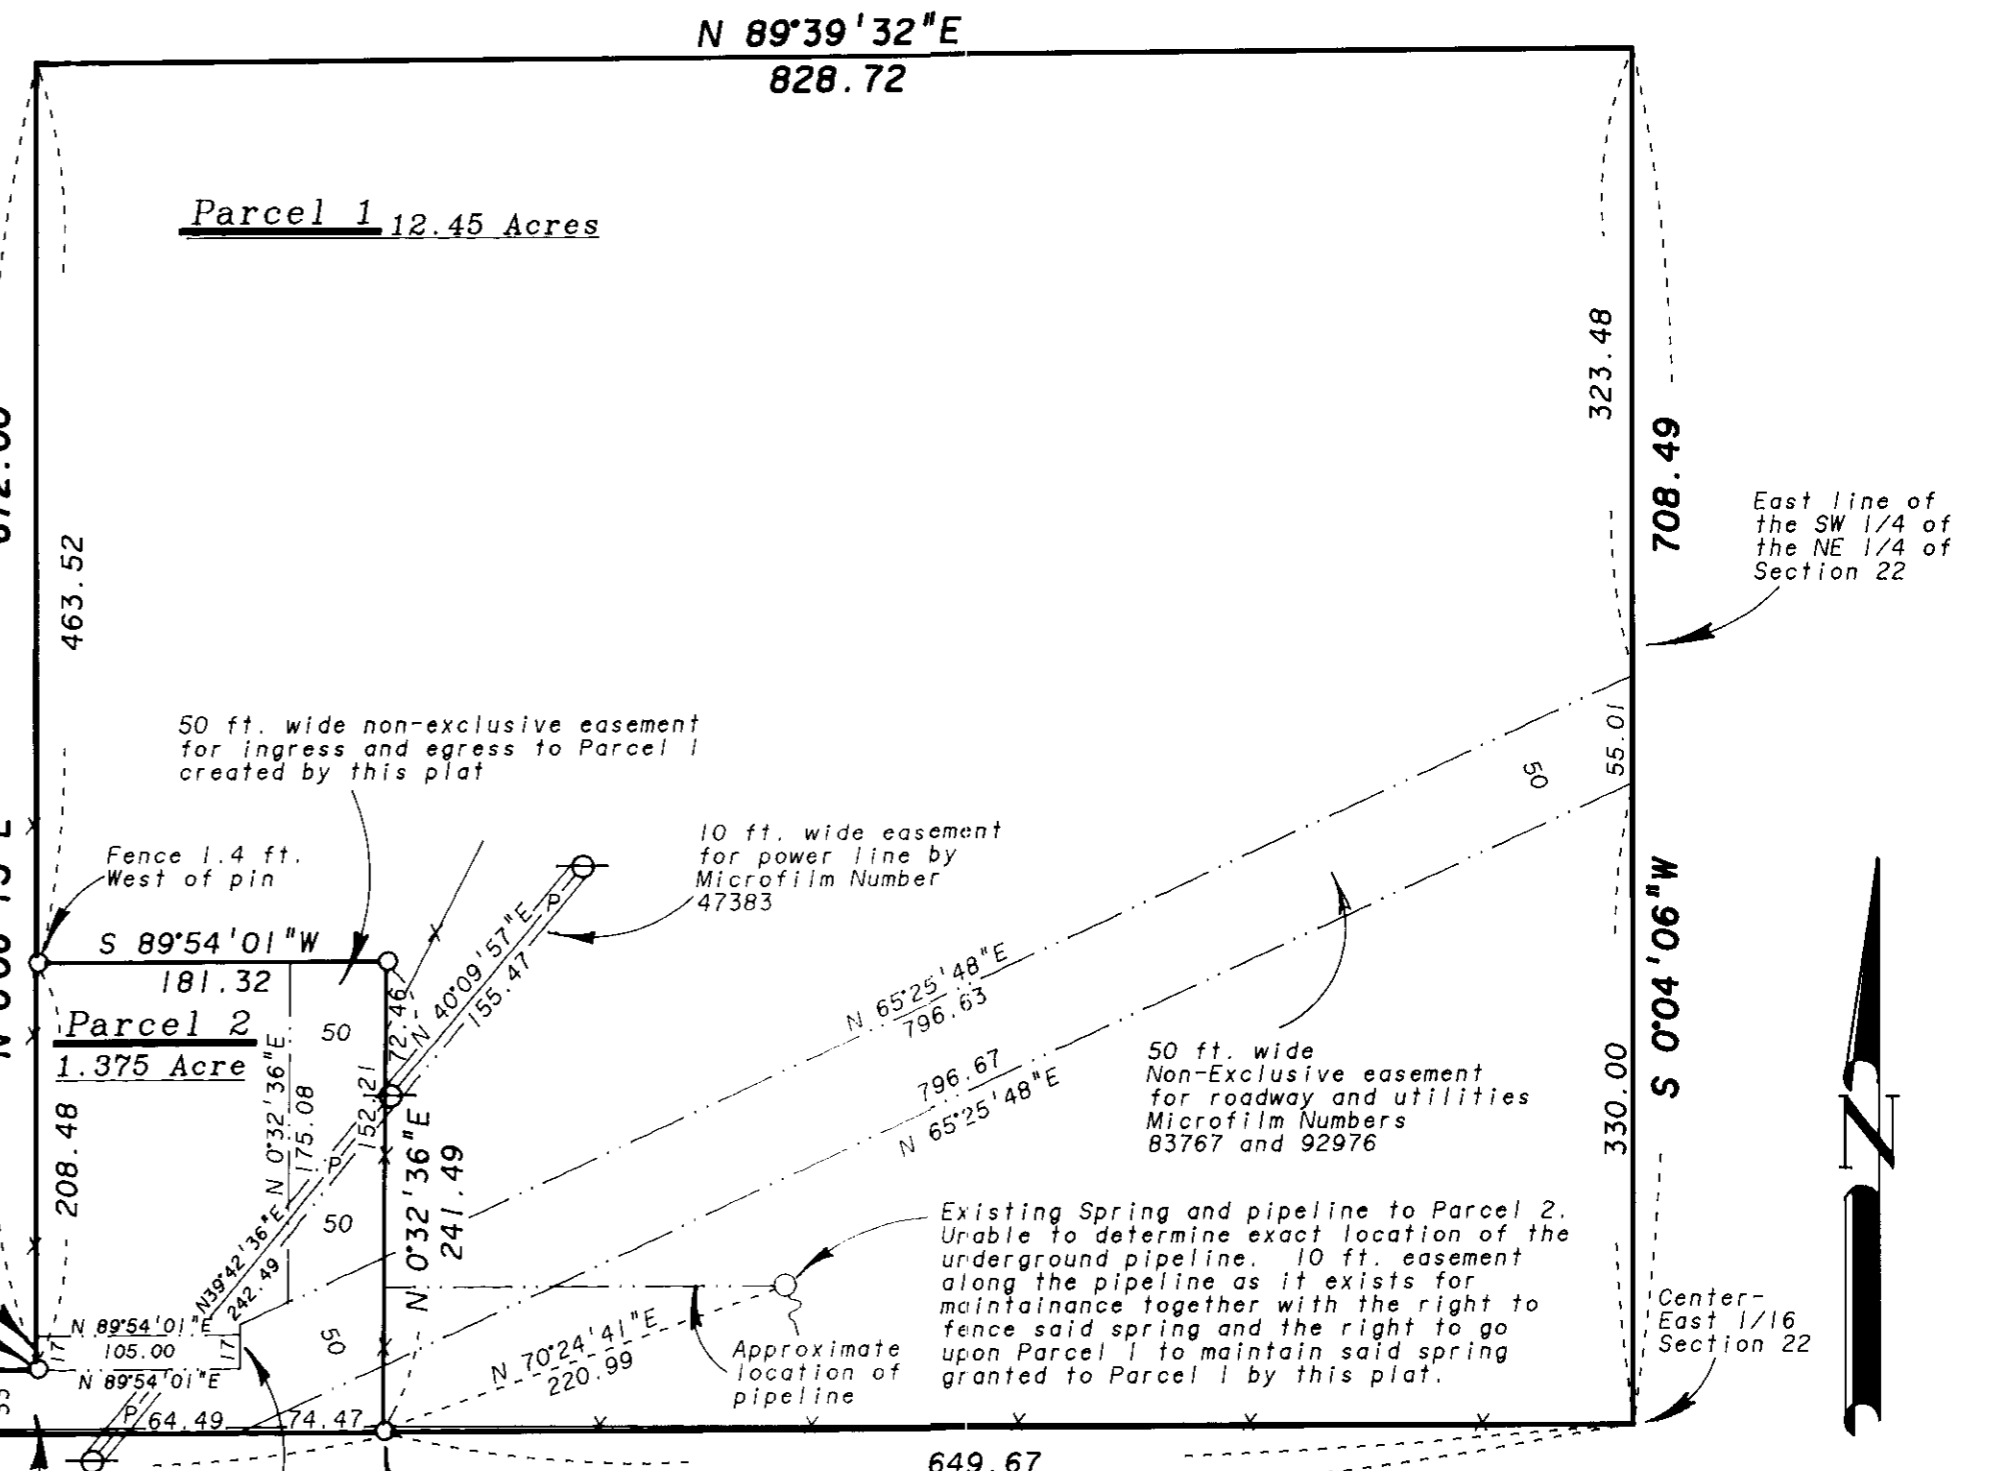 N 89°39'32"E
828.72
Parcel 1 12.45 Acres
463.52
323.48
708.49
East line of
the SW 1/4 of
the NE 1/4 of
Section 22
50 ft. wide non-exclusive easement
for ingress and egress to Parcel 1
created by this plat
55.01
50
10 ft. wide easement
for power line by
Microfilm Number
47383
Fence 1.4 ft.
West of pin
S 89°54'01"W
181.32
Parcel 2
1.375 Acre
50
72.46
N 40°09'57"E
155.47
P
N 65°25'48"E
796.63
796.67
N 65°25'48"E
S 0°04'06"W
330.00
50 ft. wide
Non-Exclusive easement
for roadway and utilities
Microfilm Numbers
83767 and 92976
N 0°32'36"E
175.08
152.21
208.48
P
50
N 0°32'36"E
241.49
N
N39°42'36"E
242.49
Existing Spring and pipeline to Parcel 2.
Unable to determine exact location of the
underground pipeline. 10 ft. easement
along the pipeline as it exists for
maintainance together with the right to
fence said spring and the right to go
upon Parcel 1 to maintain said spring
granted to Parcel 1 by this plat.
N 89°54'01"E
105.00
17
17
50
N 89°54'01"E
N 70°24'41"E
220.99
Approximate
location of
pipeline
Center-
East 1/16
Section 22
P
64.49
74.47
649.67